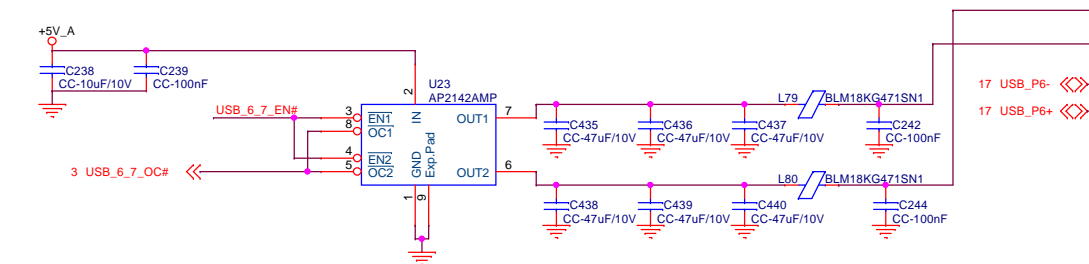 +5V_A
C238
CC-10uF/10V
C239
CC-100nF
USB_6_7_EN#
3 USB_6_7_OC#
U23
AP2142AMP
2
3
8
4
5
EN1
OC1
EN2
OC2
IN
GND
Exp.Pad
OUT1
OUT2
1
9
7
6
C435
CC-47uF/10V
C436
CC-47uF/10V
C437
CC-47uF/10V
L79
BLM18KG471SN1
C242
CC-100nF
C438
CC-47uF/10V
C439
CC-47uF/10V
C440
CC-47uF/10V
L80
BLM18KG471SN1
C244
CC-100nF
17 USB_P6-
17 USB_P6+